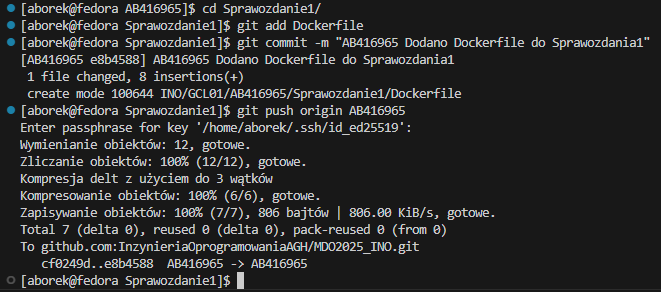 [aborek@fedora AB416965]$ cd Sprawozdanie1/
[aborek@fedora Sprawozdanie1]$ git add Dockerfile
[aborek@fedora Sprawozdanie1]$ git commit -m "AB416965 Dodano Dockerfile do Sprawozdania1"
[AB416965 e8b4588] AB416965 Dodano Dockerfile do Sprawozdania1
 1 file changed, 8 insertions(+)
 create mode 100644 INO/GCL01/AB416965/Sprawozdanie1/Dockerfile
[aborek@fedora Sprawozdanie1]$ git push origin AB416965
Enter passphrase for key '/home/aborek/.ssh/id_ed25519':
Wymienianie obiektów: 12, gotowe.
Zliczanie obiektów: 100% (12/12), gotowe.
Kompresja delt z użyciem do 3 wątków
Kompresowanie obiektów: 100% (6/6), gotowe.
Zapisywanie obiektów: 100% (7/7), 806 bajtów | 806.00 KiB/s, gotowe.
Total 7 (delta 0), reused 0 (delta 0), pack-reused 0 (from 0)
To github.com:InzynieriaOprogramowaniaAGH/MDO2025_INO.git
   cf0249d..e8b4588  AB416965 -> AB416965
[aborek@fedora Sprawozdanie1]$